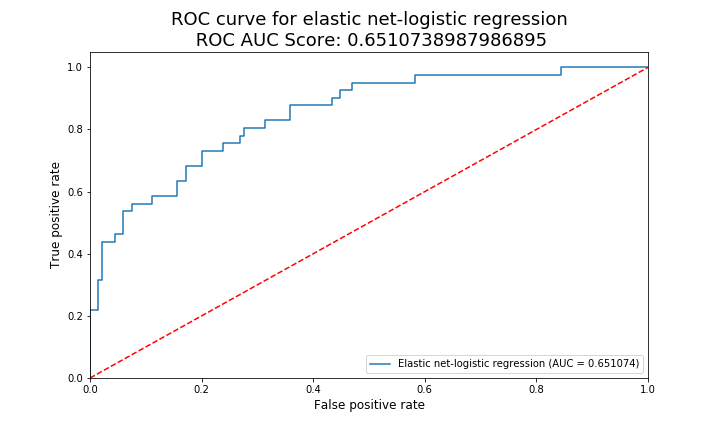 ROC curve for elastic net-logistic regression
ROC AUC Score: 0.6510738987986895
1.0
0.8
0.6
0.4
0.2
0.0
True positive rate
Elastic net-logistic regression (AUC = 0.651074)
0.0 0.2 0.4 0.6 0.8 1.0
False positive rate